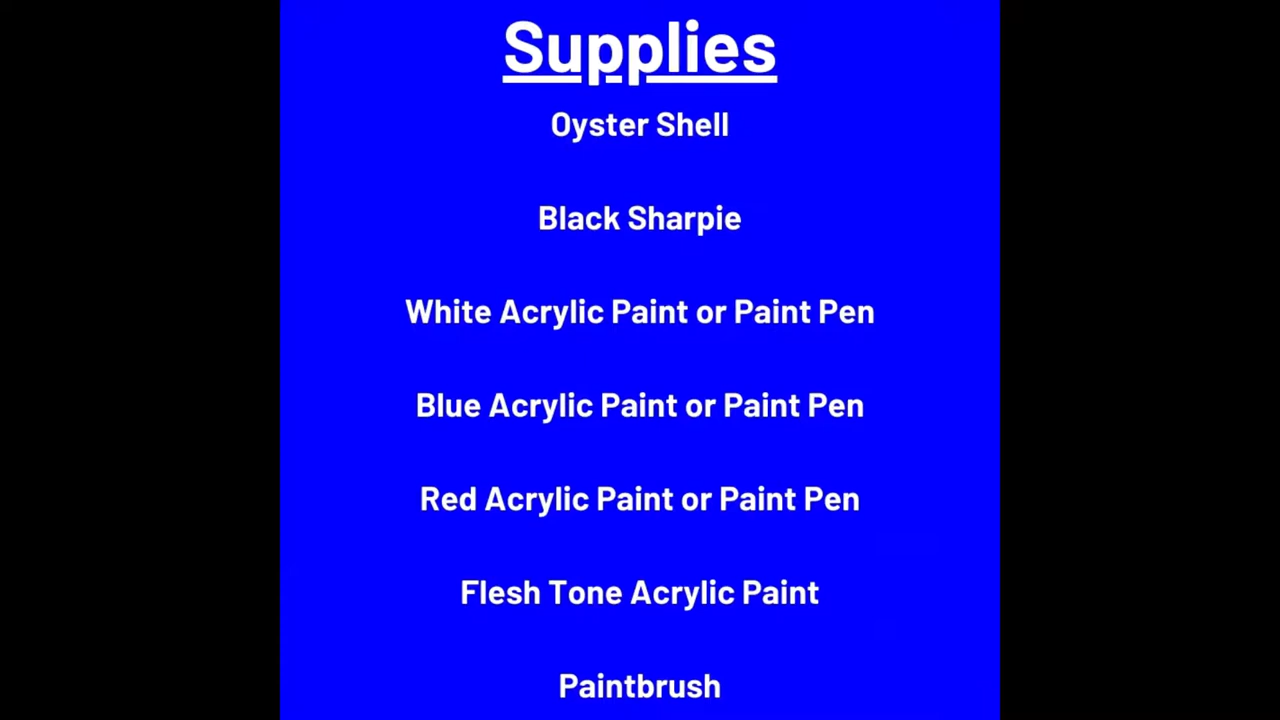 Supplies
Oyster Shell
Black Sharpie
White Acrylic Paint or Paint Pen
Blue Acrylic Paint or Paint Pen
Red Acrylic Paint or Paint Pen
Flesh Tone Acrylic Paint
Paintbrush